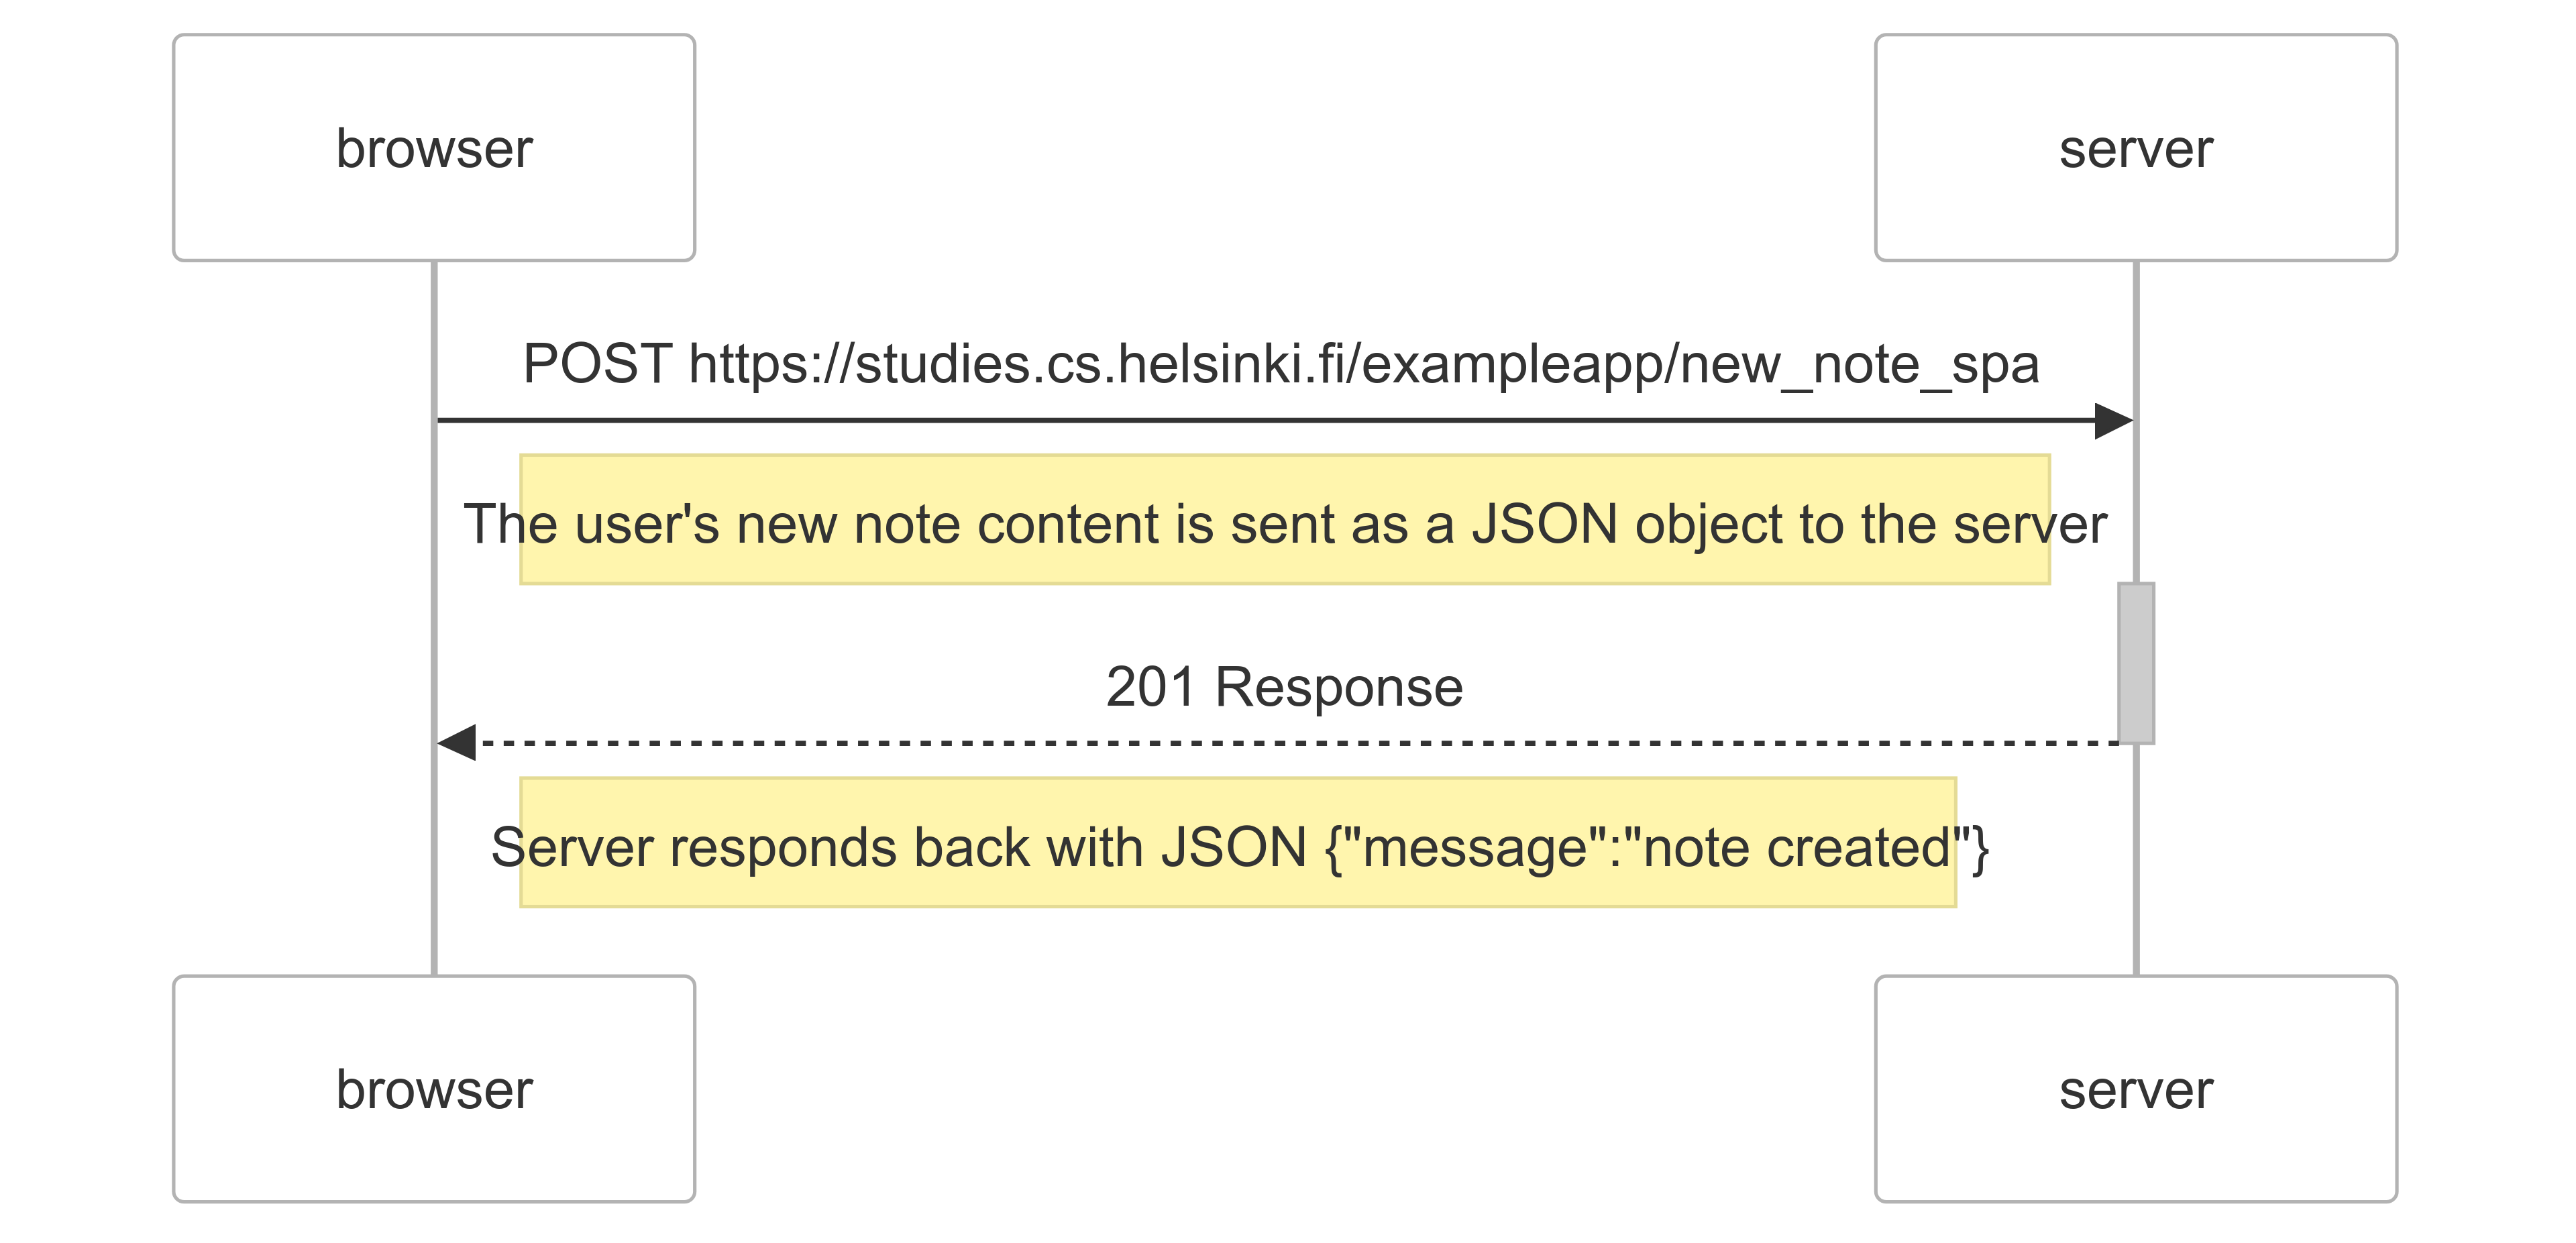 browser
server
POST https://studies.cs.helsinki.fi/exampleapp/new_note_spa
The user's new note content is sent as a JSON object to the server
201 Response
Server responds back with JSON {"message":"note created"}
browser
server